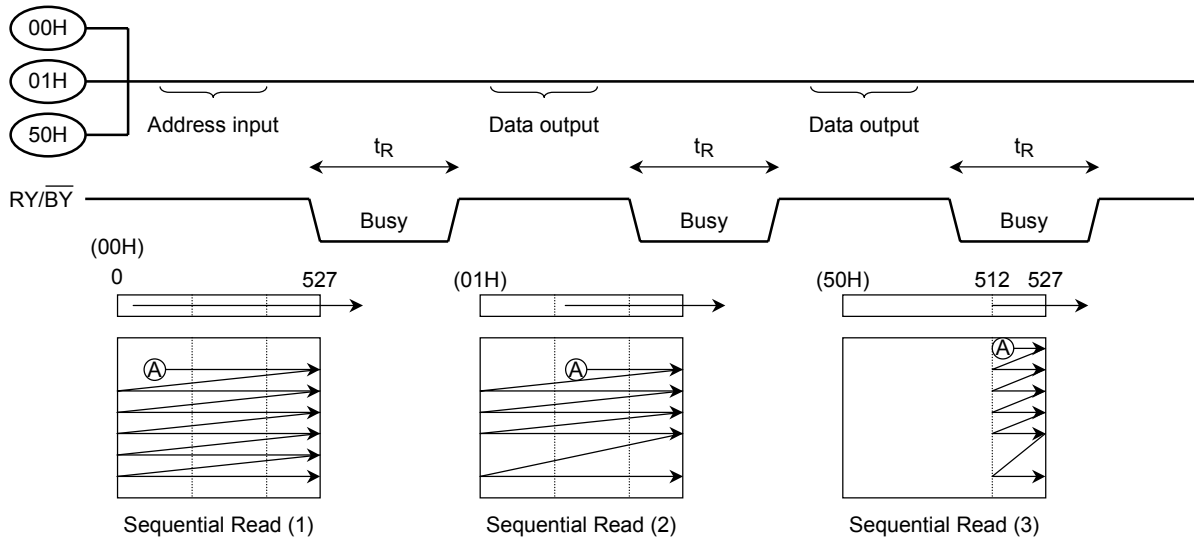 00H
01H
50H
Address input
Data output
Data output
tR
tR
tR
RY/B̅Y̅
Busy
Busy
Busy
(00H)
0
527
(01H)
(50H)
512
527
A
A
A
Sequential Read (1)
Sequential Read (2)
Sequential Read (3)